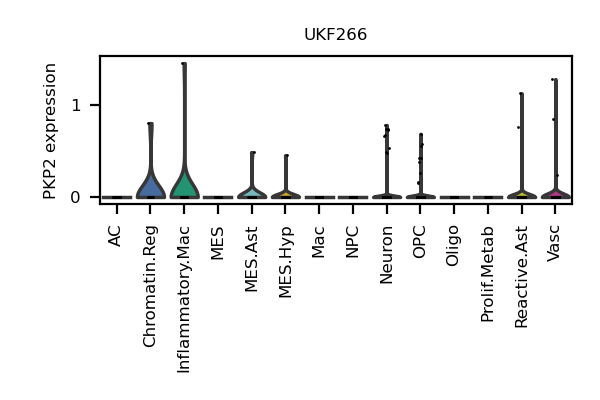 UKF266
PKP2 expression
1
0
AC
Chromatin.Reg
Inflammatory.Mac
MES
MES.Ast
MES.Hyp
Mac
NPC
Neuron
OPC
Oligo
Prolif.Metab
Reactive.Ast
Vasc